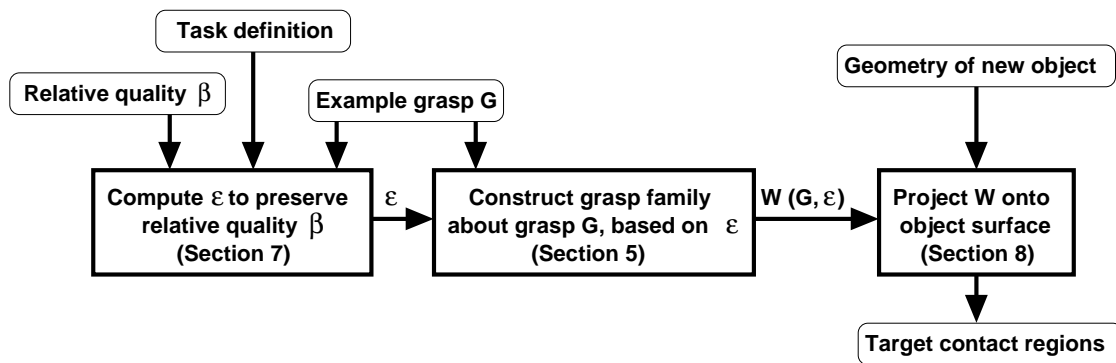 Task definition
Relative quality β
Example grasp G
Geometry of new object
Compute ε to preserve
relative quality β
(Section 7)
ε
Construct grasp family
about grasp G, based on ε
(Section 5)
W (G, ε)
Project W onto
object surface
(Section 8)
Target contact regions